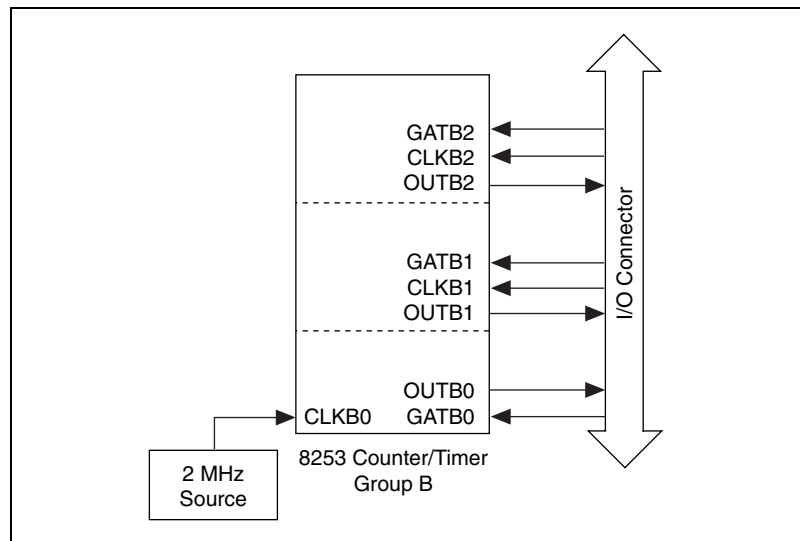 GATB2
CLKB2
OUTB2
GATB1
CLKB1
OUTB1
OUTB0
CLKB0 GATB0
I/O Connector
2 MHz
Source
8253 Counter/Timer
Group B